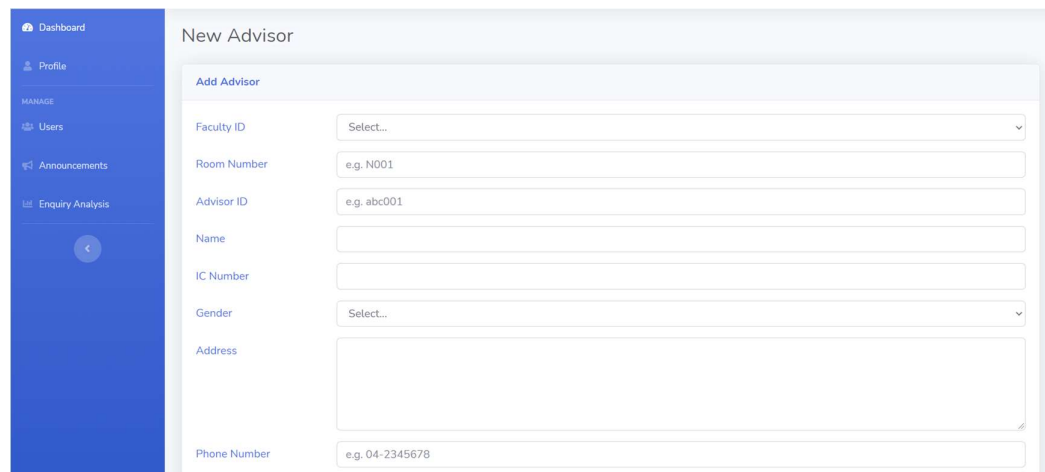 Dashboard
Profile
MANAGE
Users
Announcements
Enquiry Analysis
New Advisor
Add Advisor
Faculty ID Select...
Room Number e.g. N001
Advisor ID e.g. abc001
Name
IC Number
Gender Select...
Address
Phone Number e.g. 04-2345678